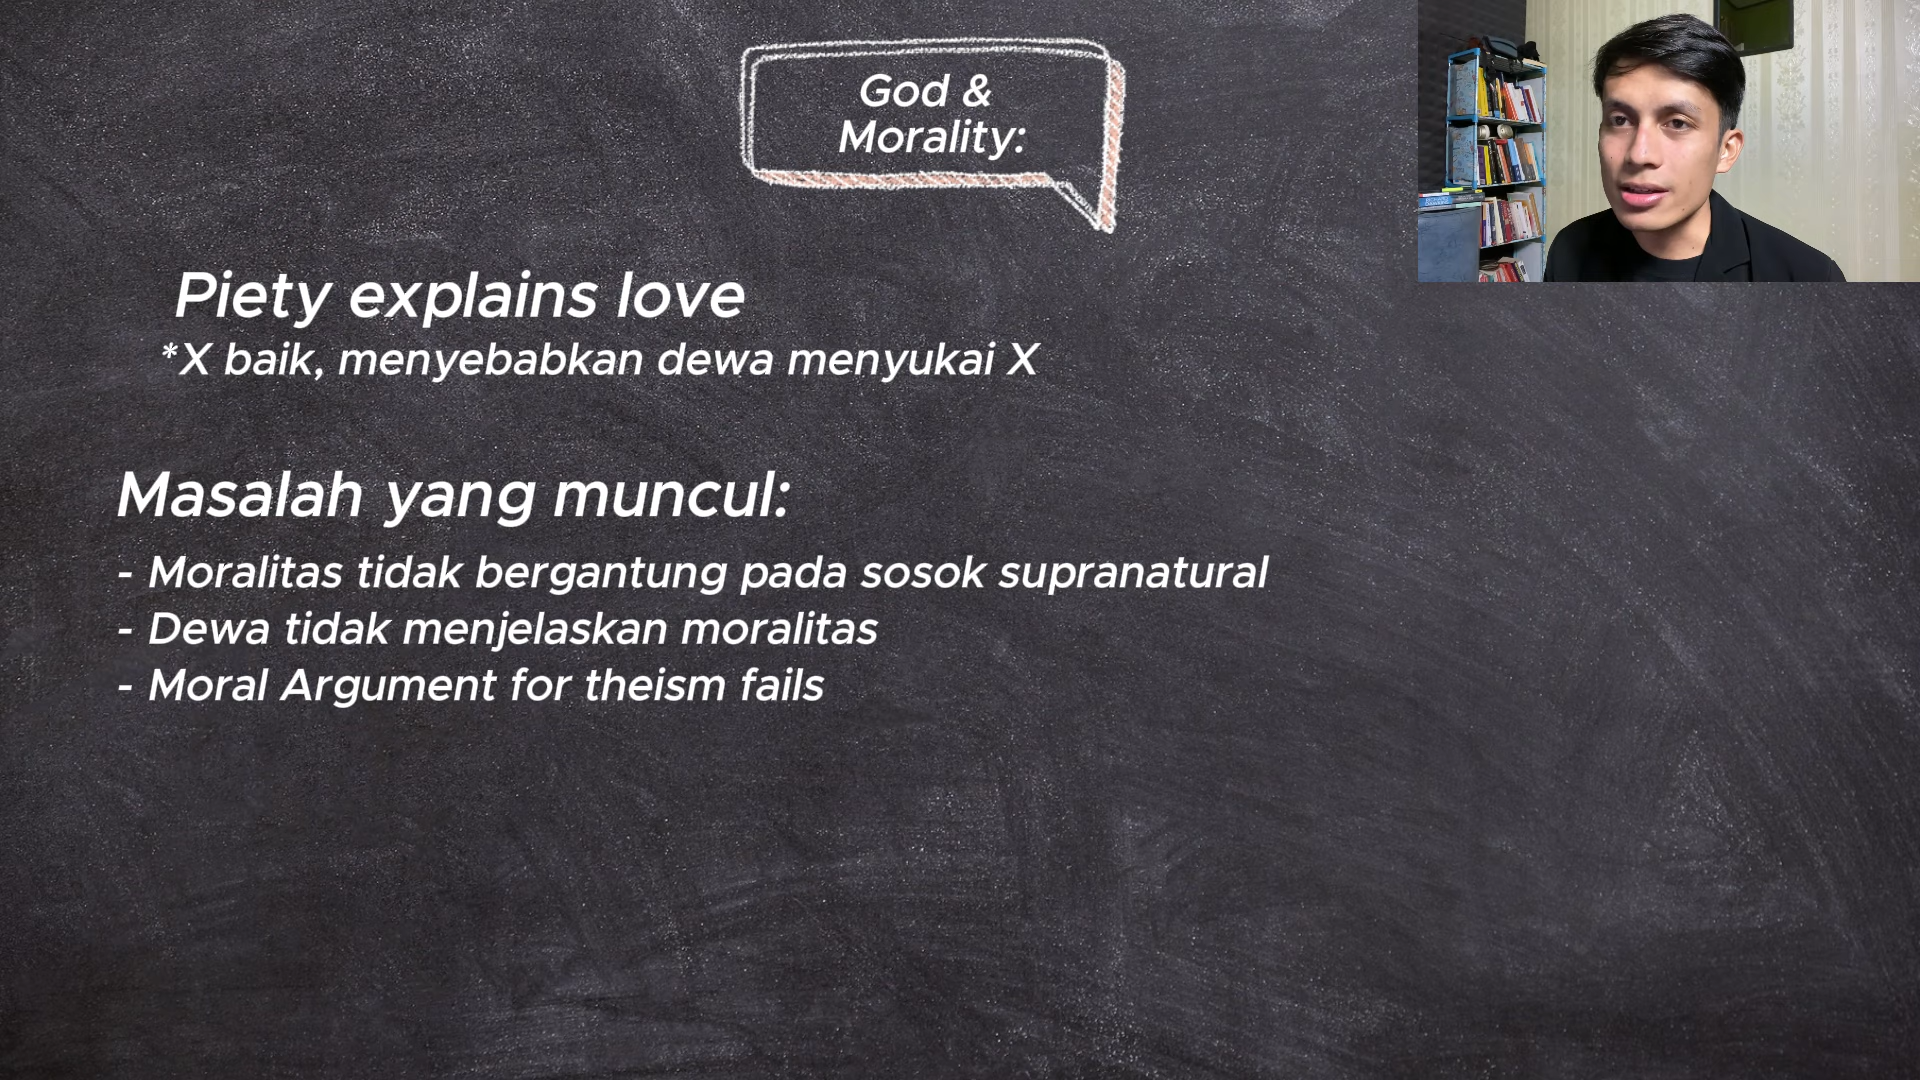 God &
Morality:
Piety explains love
*X baik, menyebabkan dewa menyukai X
Masalah yang muncul:
- Moralitas tidak bergantung pada sosok supranatural
- Dewa tidak menjelaskan moralitas
- Moral Argument for theism fails